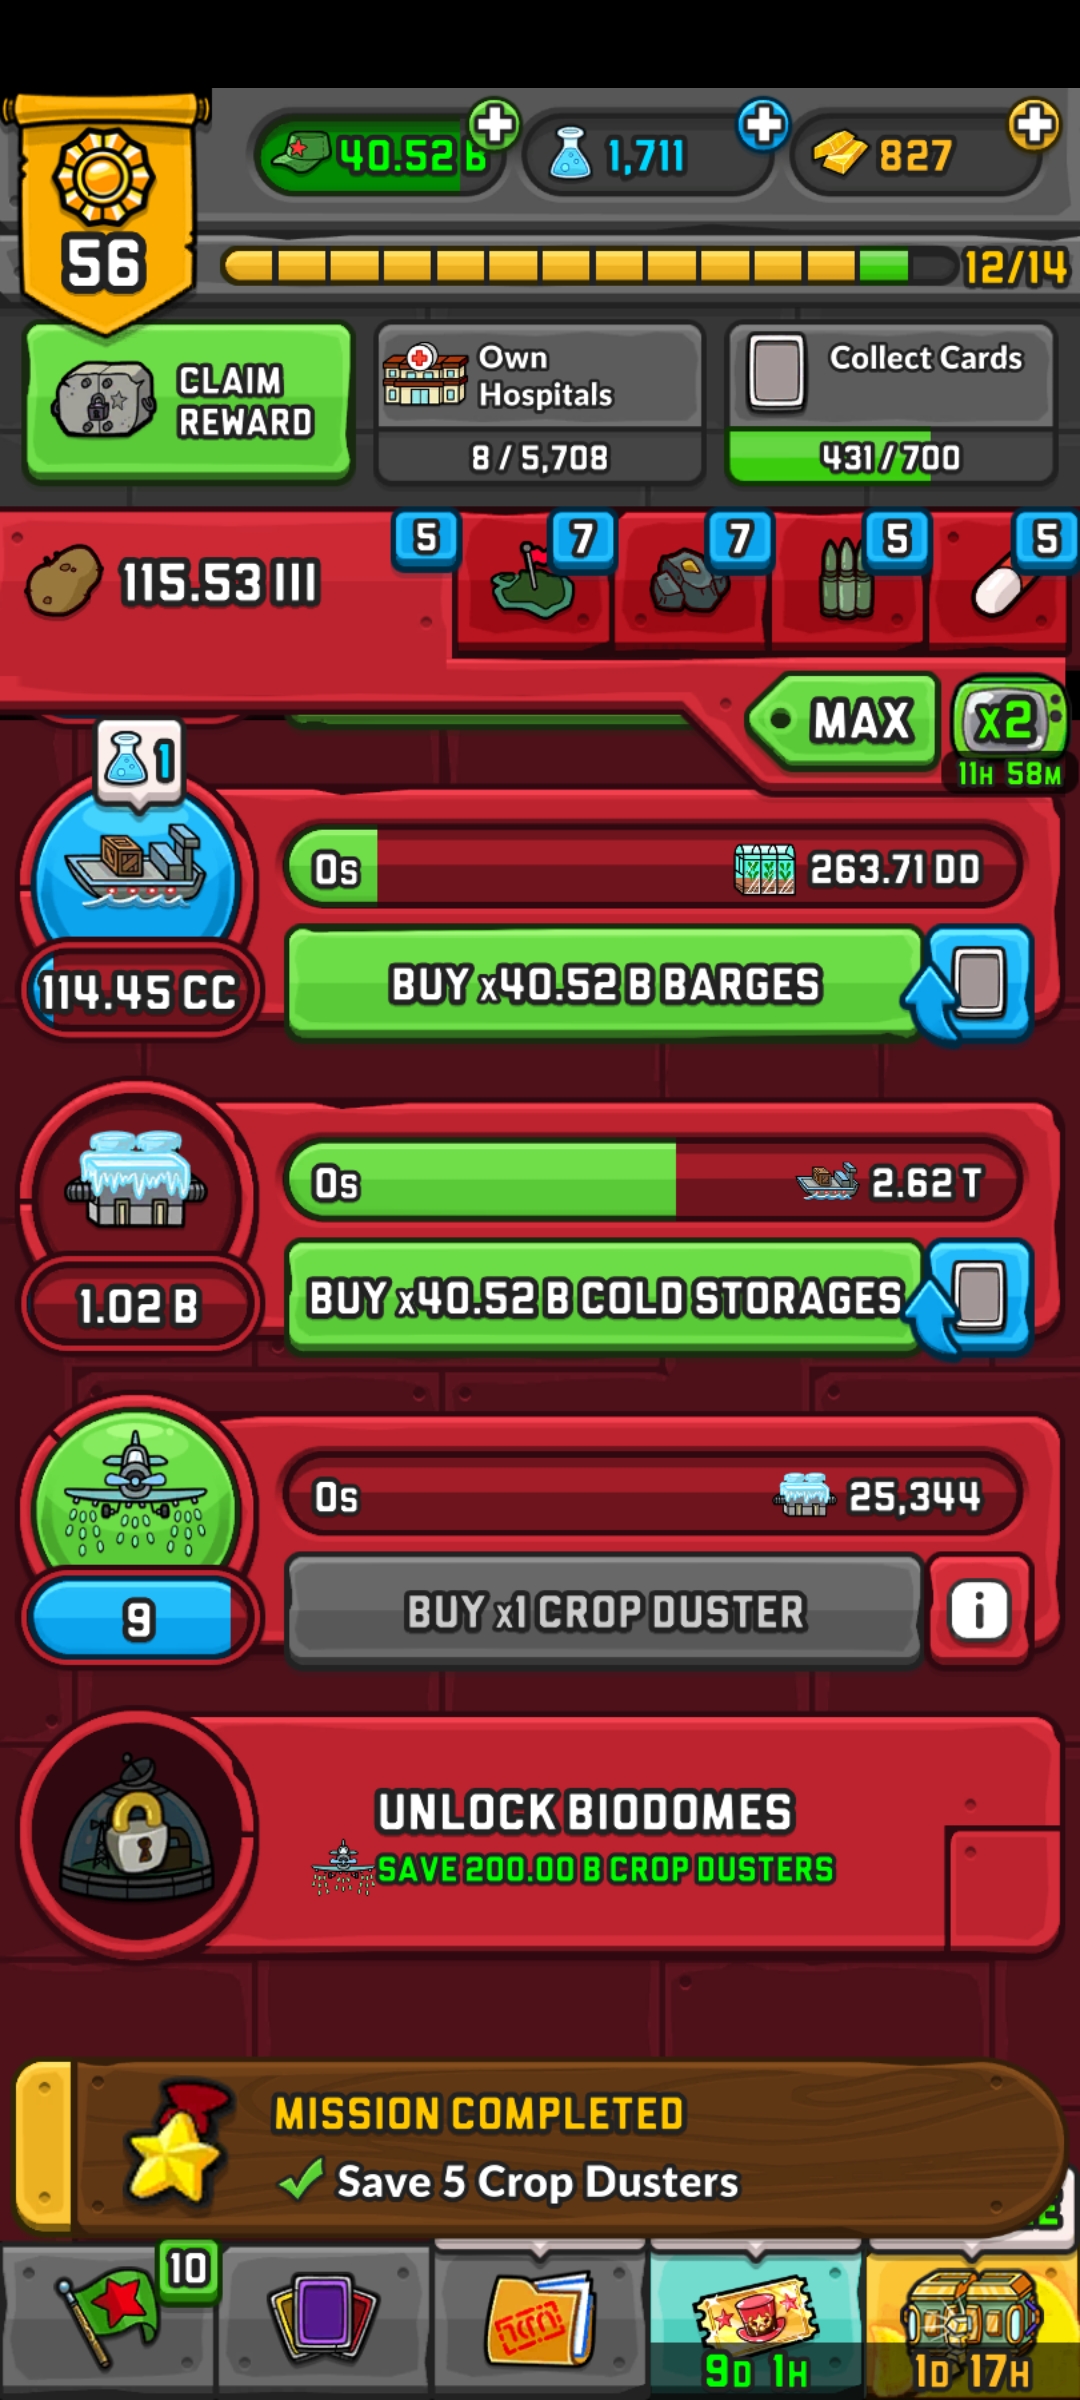 40.52 B
1,711
827
56
12/14
CLAIM
REWARD
Own
Hospitals
8 / 5,708
Collect Cards
431 / 700
115.53 III
5
7
7
5
5
MAX
x2
11H 58M
1
0s
263.71 DD
114.45 CC
BUY x40.52 B BARGES
0s
2.62 T
1.02 B
BUY x40.52 B COLD STORAGES
0s
25,344
9
BUY x1 CROP DUSTER
i
UNLOCK BIODOMES
SAVE 200.00 B CROP DUSTERS
MISSION COMPLETED
Save 5 Crop Dusters
10
9D 1H
1D 17H